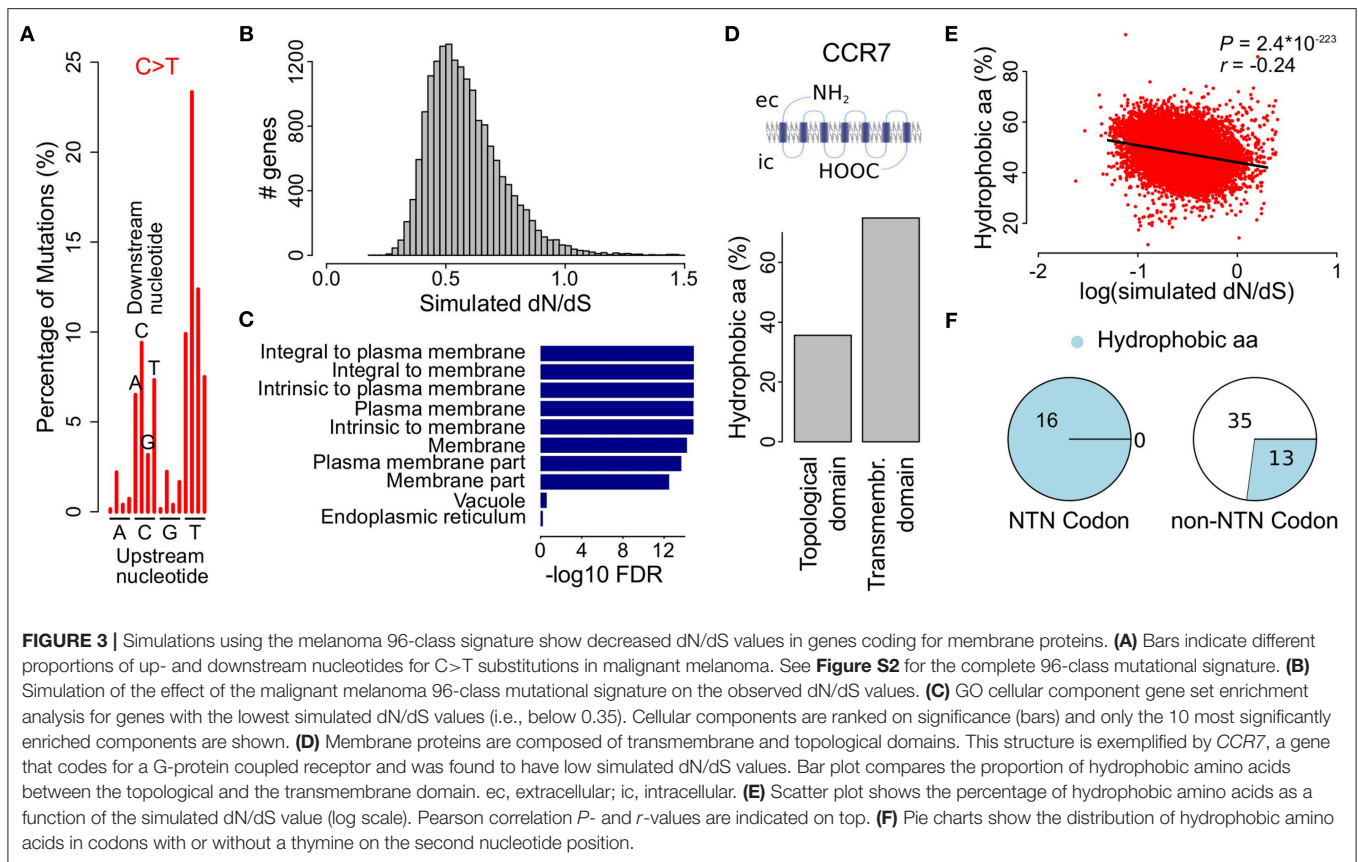 A
C>T
25
20
15
10
5
0
Percentage of Mutations (%)
Downstream
nucleotide
A
C
G
T
A C G T
Upstream
nucleotide
B
1200
800
400
0
# genes
0.0 0.5 1.0 1.5
Simulated dN/dS
C
Integral to plasma membrane
Integral to membrane
Intrinsic to plasma membrane
Plasma membrane
Intrinsic to membrane
Membrane
Plasma membrane part
Membrane part
Vacuole
Endoplasmic reticulum
0 4 8 12
-log10 FDR
D
CCR7
ec
NH2
ic
HOOC
Hydrophobic aa (%)
60
40
20
0
Topological
domain
Transmembr.
domain
E
P = 2.4*10-223
r = -0.24
Hydrophobic aa (%)
80
60
40
20
-2 -1 0 1
log(simulated dN/dS)
F
Hydrophobic aa
16
0
35
13
NTN Codon
non-NTN Codon
FIGURE 3 | Simulations using the melanoma 96-class signature show decreased dN/dS values in genes coding for membrane proteins. (A) Bars indicate different
proportions of up- and downstream nucleotides for C>T substitutions in malignant melanoma. See Figure S2 for the complete 96-class mutational signature. (B)
Simulation of the effect of the malignant melanoma 96-class mutational signature on the observed dN/dS values. (C) GO cellular component gene set enrichment
analysis for genes with the lowest simulated dN/dS values (i.e., below 0.35). Cellular components are ranked on significance (bars) and only the 10 most significantly
enriched components are shown. (D) Membrane proteins are composed of transmembrane and topological domains. This structure is exemplified by CCR7, a gene
that codes for a G-protein coupled receptor and was found to have low simulated dN/dS values. Bar plot compares the proportion of hydrophobic amino acids
between the topological and the transmembrane domain. ec, extracellular; ic, intracellular. (E) Scatter plot shows the percentage of hydrophobic amino acids as a
function of the simulated dN/dS value (log scale). Pearson correlation P- and r-values are indicated on top. (F) Pie charts show the distribution of hydrophobic amino
acids in codons with or without a thymine on the second nucleotide position.